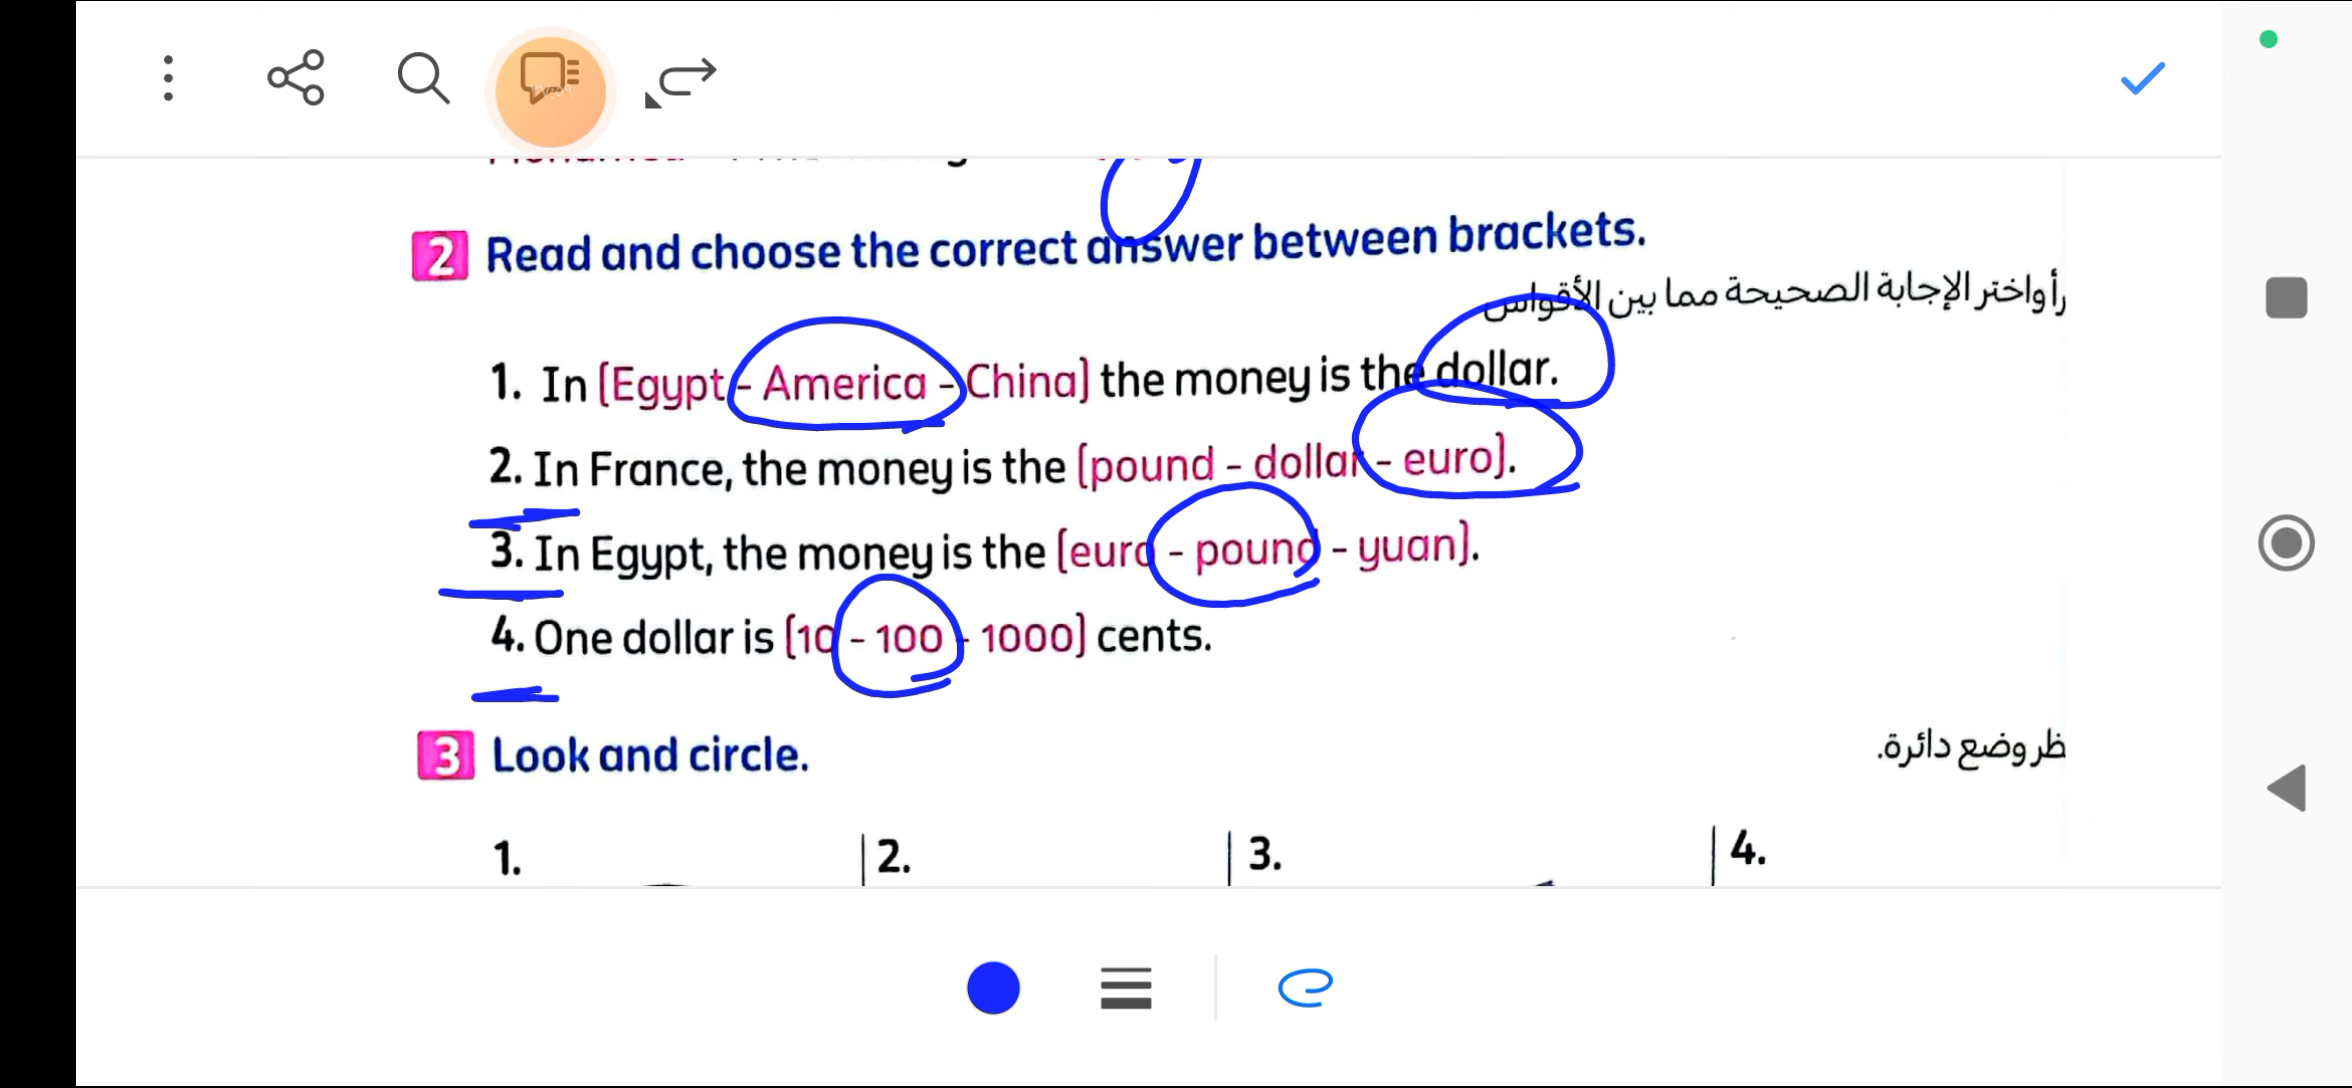 2 Read and choose the correct answer between brackets.
أواختر الإجابة الصحيحة مما بين الأقواس
1. In [Egypt - America - China] the money is the dollar.
2. In France, the money is the [pound - dollar - euro].
3. In Egypt, the money is the [euro - pound - yuan].
4. One dollar is [10 - 100 - 1000] cents.
3 Look and circle.
ظر وضع دائرة.
1. 2. 3. 4.